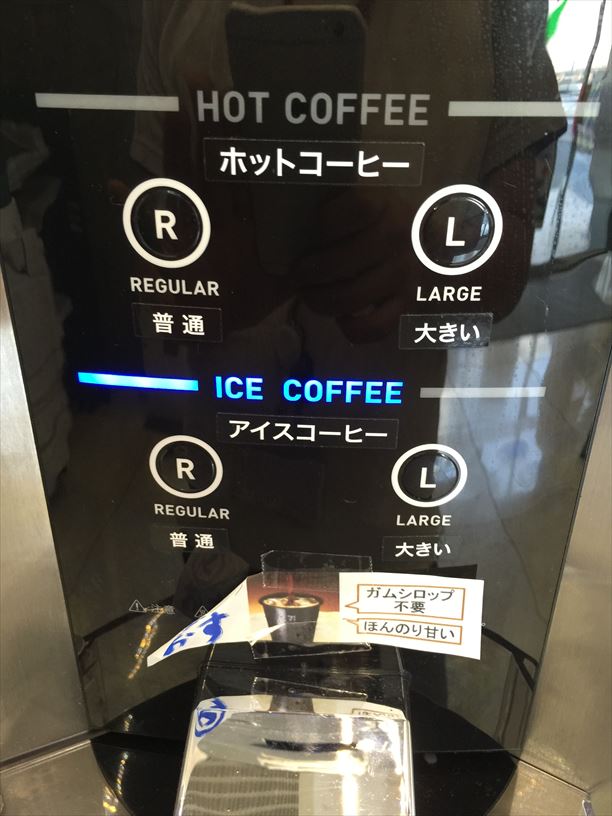 HOT COFFEE
ホットコーヒー
R L
REGULAR LARGE
普通 大きい
ICE COFFEE
アイスコーヒー
R L
REGULAR LARGE
普通 大きい
ガムシロップ
不要
ほんのり甘い
注意